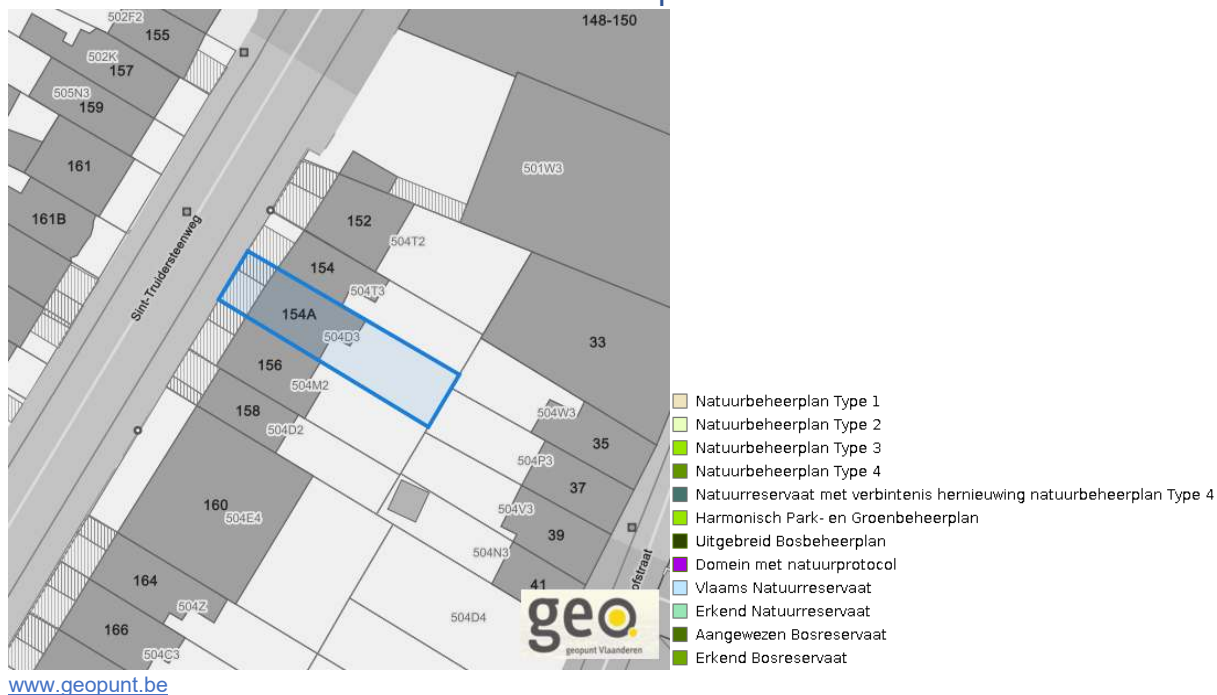 502F2
155
148-150
502K
157
505N3
159
161
501W3
161B
152
Sint-Truidersteenweg
504T2
154
504T3
154A
504D3
33
156
504M2
158
504D2
504W3
35
504P3
37
160
504E4
504V3
39
504N3
41
ofstraat
164
504Z
504D4
166
504C3
geo
geopunt Vlaanderen
Natuurbeheerplan Type 1
Natuurbeheerplan Type 2
Natuurbeheerplan Type 3
Natuurbeheerplan Type 4
Natuurreservaat met verbintenis hernieuwing natuurbeheerplan Type 4
Harmonisch Park- en Groenbeheerplan
Uitgebreid Bosbeheerplan
Domein met natuurprotocol
Vlaams Natuurreservaat
Erkend Natuurreservaat
Aangewezen Bosreservaat
Erkend Bosreservaat
www.geopunt.be